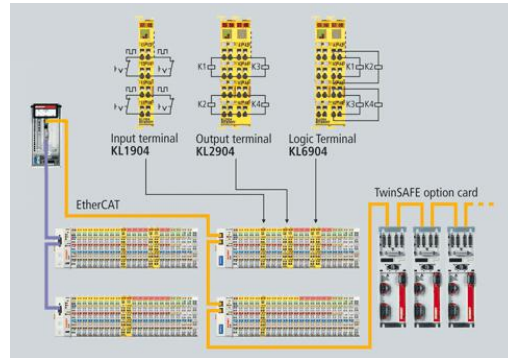 K1
K3
K2
K4
K1
K2
K3
K4
Input terminal
KL1904
Output terminal
KL2904
Logic Terminal
KL6904
TwinSAFE option card
EtherCAT